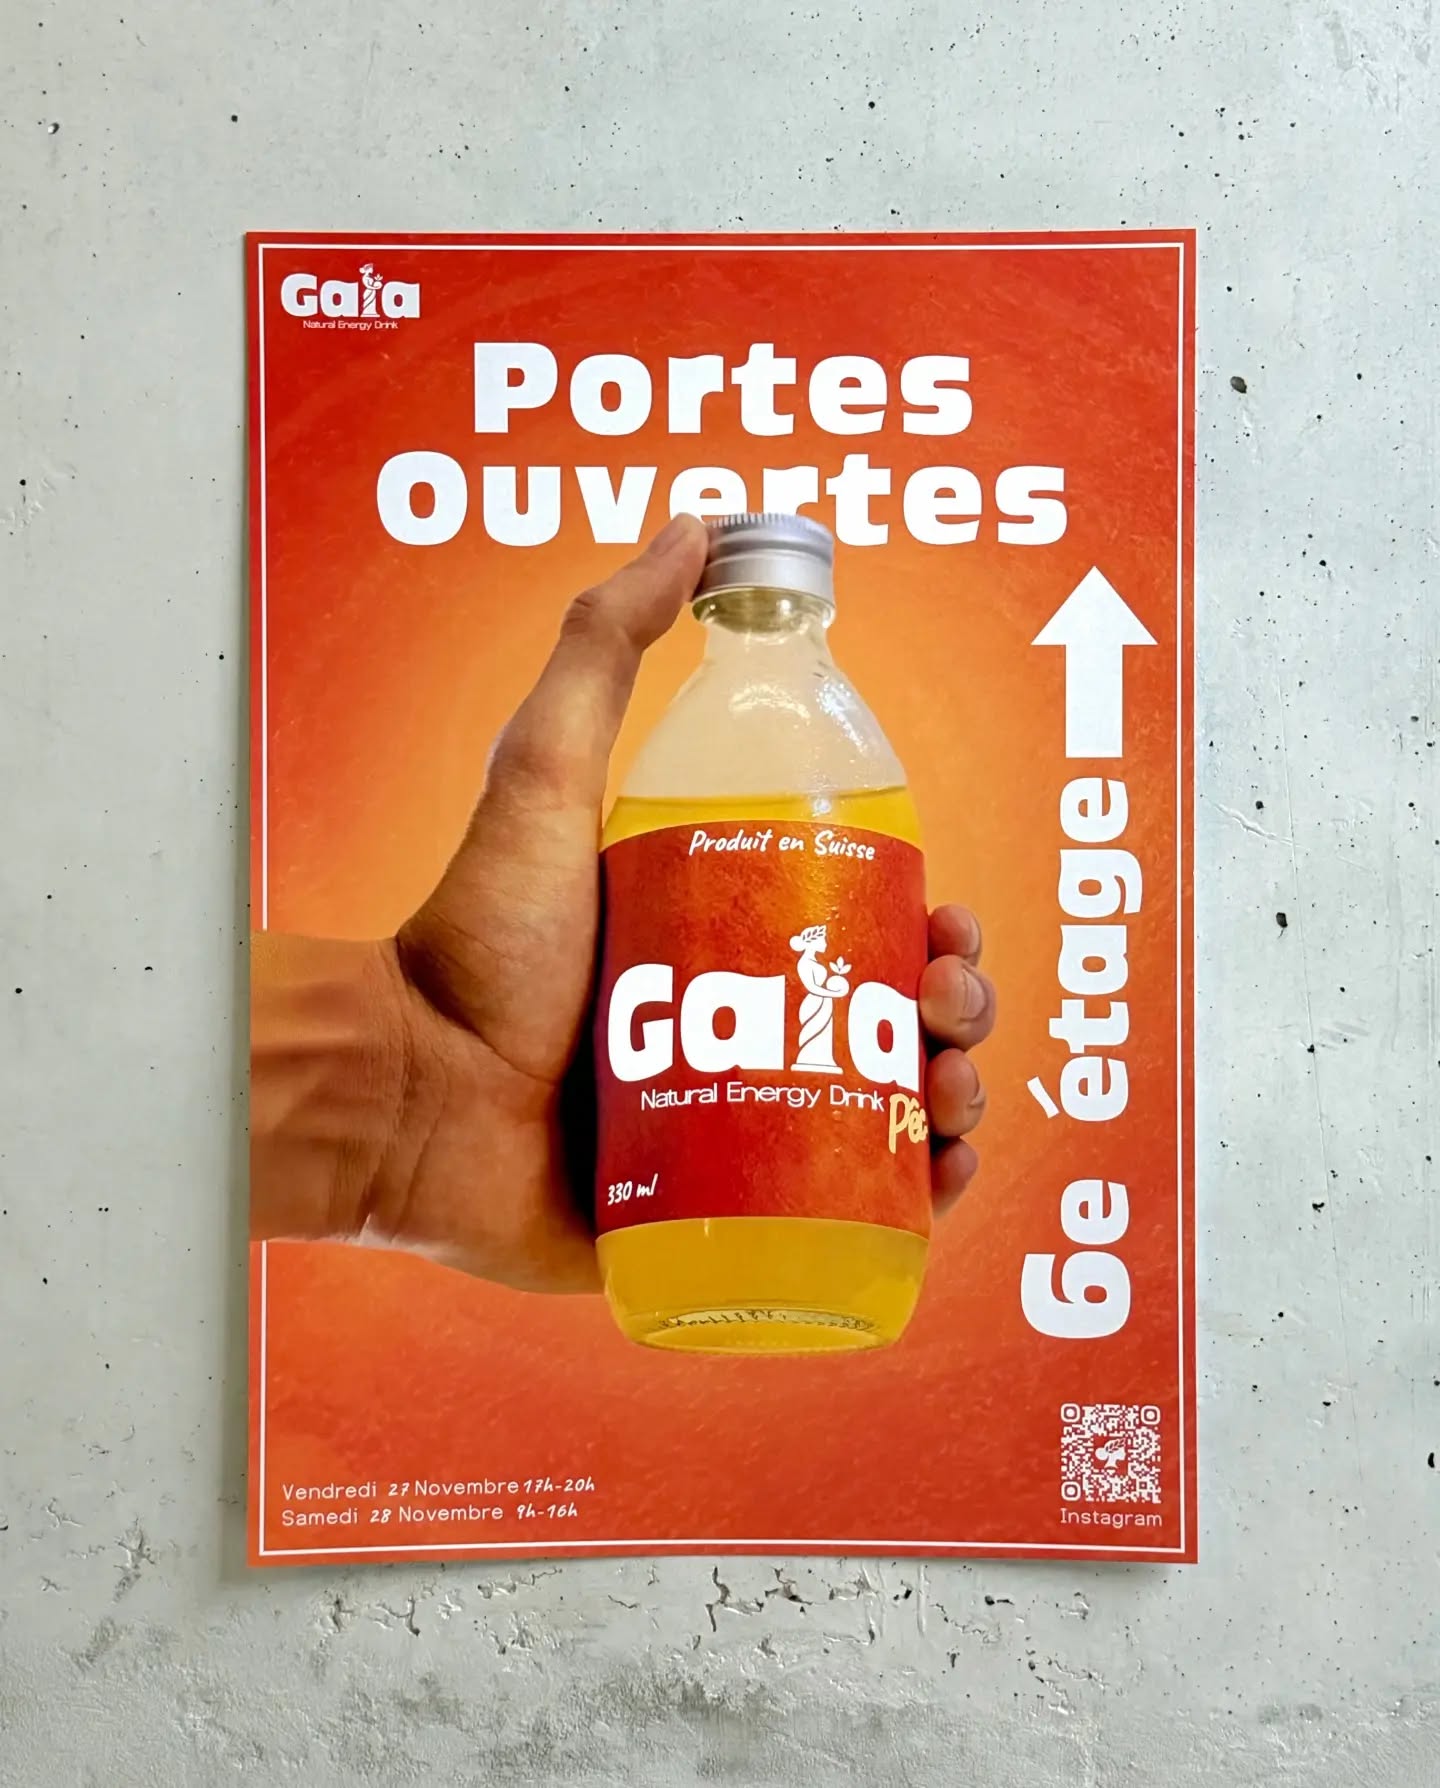 Gaia
Natural Energy Drink
Portes
Ouvertes
6e étage
Produit en Suisse
Gaia
Natural Energy Drink
330 ml
Vendredi 27 Novembre 17h-20h
Samedi 28 Novembre 9h-16h
Instagram